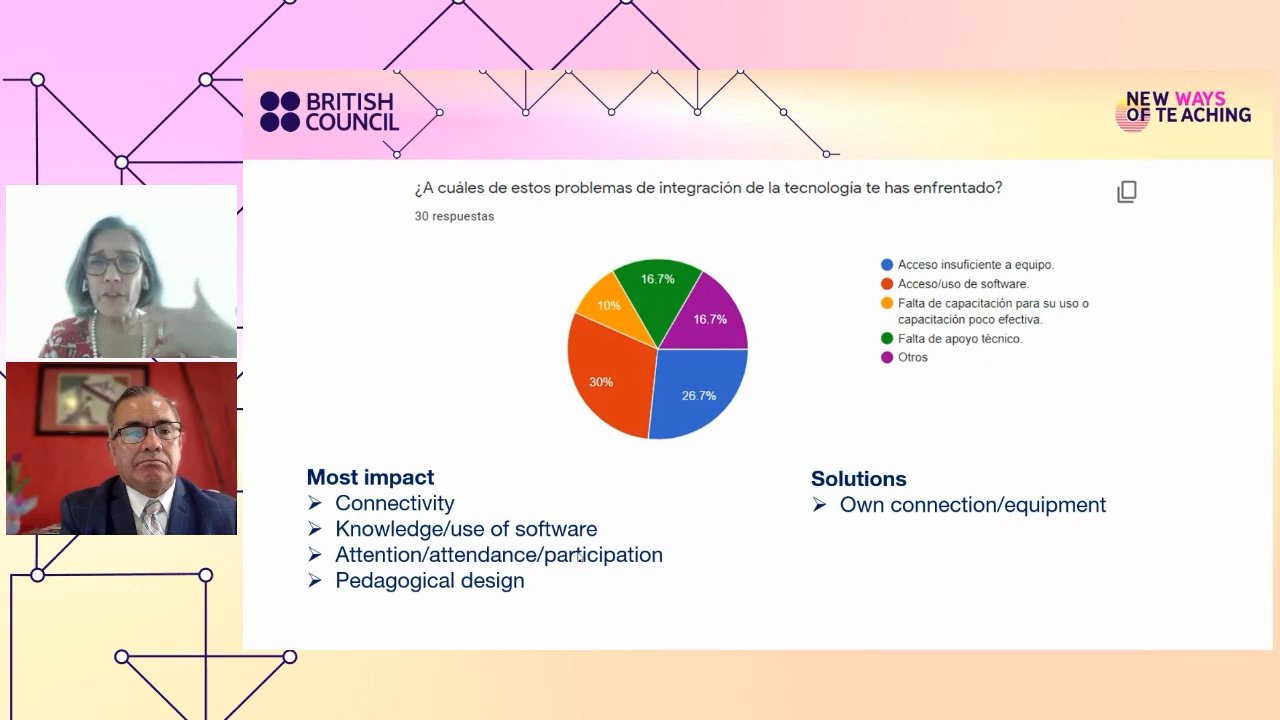 BRITISH
COUNCIL
NEW WAYS
OF TEACHING
¿A cuáles de estos problemas de integración de la tecnología te has enfrentado?
30 respuestas
16.7%
10%
16.7%
30%
26.7%
Acceso insuficiente a equipo.
Acceso/uso de software.
Falta de capacitación para su uso o
capacitación poco efectiva.
Falta de apoyo técnico.
Otros
Most impact
➢ Connectivity
➢ Knowledge/use of software
➢ Attention/attendance/participation
➢ Pedagogical design
Solutions
➢ Own connection/equipment